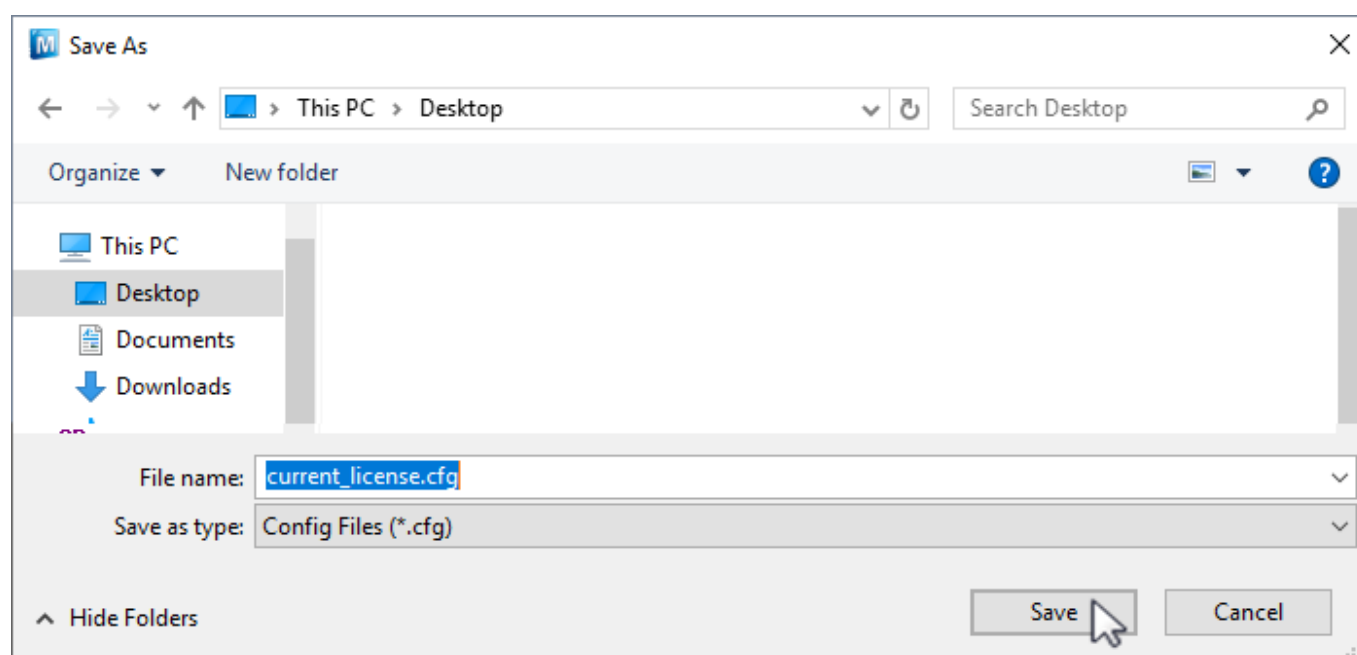 M Save As
This PC > Desktop
Search Desktop
Organize
New folder
?
This PC
Desktop
Documents
Downloads
File name: current_license.cfg
Save as type: Config Files (*.cfg)
Hide Folders
Save
Cancel